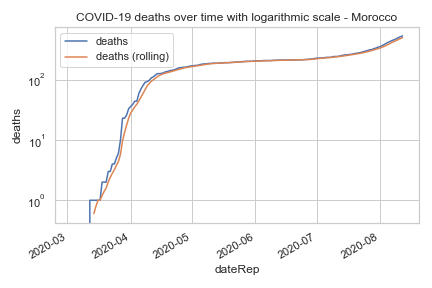 COVID-19 deaths over time with logarithmic scale - Morocco
deaths
deaths (rolling)
deaths
10²
10¹
10⁰
2020-03
2020-04
2020-05
2020-06
2020-07
2020-08
dateRep